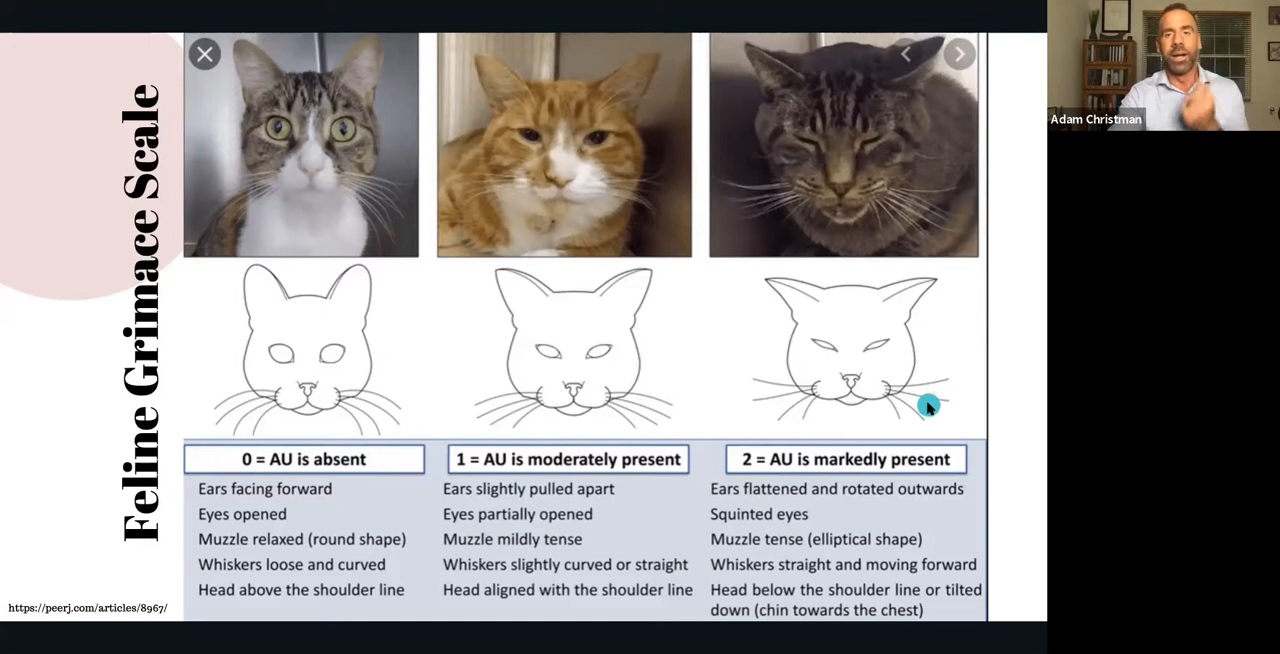 Feline Grimace Scale
Adam Christman
0 = AU is absent
Ears facing forward
Eyes opened
Muzzle relaxed (round shape)
Whiskers loose and curved
Head above the shoulder line
1 = AU is moderately present
Ears slightly pulled apart
Eyes partially opened
Muzzle mildly tense
Whiskers slightly curved or straight
Head aligned with the shoulder line
2 = AU is markedly present
Ears flattened and rotated outwards
Squinted eyes
Muzzle tense (elliptical shape)
Whiskers straight and moving forward
Head below the shoulder line or tilted
down (chin towards the chest)
https://peerj.com/articles/8967/